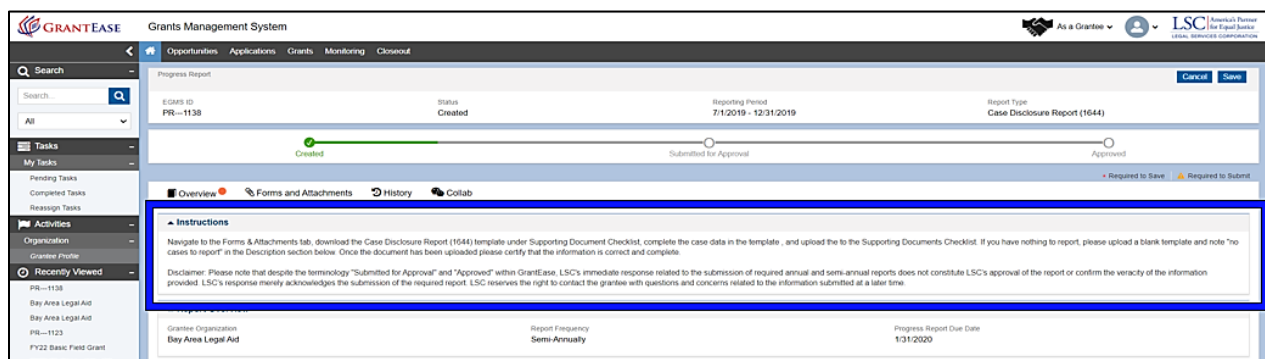 GRANTEASE
Grants Management System
As a Grantee
LSC America's Partner for Equal Justice
LEGAL SERVICES CORPORATION
Opportunities Applications Grants Monitoring Closeout
Search
Search...
All
Tasks
My Tasks
Pending Tasks
Completed Tasks
Reassign Tasks
Activities
Organization
Grantee Profile
Recently Viewed
PR---1138
Bay Area Legal Aid
Bay Area Legal Aid
PR---1123
FY22 Basic Field Grant
Progress Report
Cancel Save
EGMS ID Status Reporting Period Report Type
PR---1138 Created 7/1/2019 - 12/31/2019 Case Disclosure Report (1644)
Created Submitted for Approval Approved
Required to Save Required to Submit
Overview Forms and Attachments History Collab
Instructions
Navigate to the Forms & Attachments tab, download the Case Disclosure Report (1644) template under Supporting Document Checklist, complete the case data in the template , and upload the to the Supporting Documents Checklist. If you have nothing to report, please upload a blank template and note "no
cases to report" in the Description section below. Once the document has been uploaded please certify that the information is correct and complete.
Disclaimer: Please note that despite the terminology "Submitted for Approval" and "Approved" within GrantEase, LSC's immediate response related to the submission of required annual and semi-annual reports does not constitute LSC's approval of the report or confirm the veracity of the information
provided. LSC's response merely acknowledges the submission of the required report. LSC reserves the right to contact the grantee with questions and concerns related to the information submitted at a later time.
Grantee Organization Report Frequency Progress Report Due Date
Bay Area Legal Aid Semi-Annually 1/31/2020